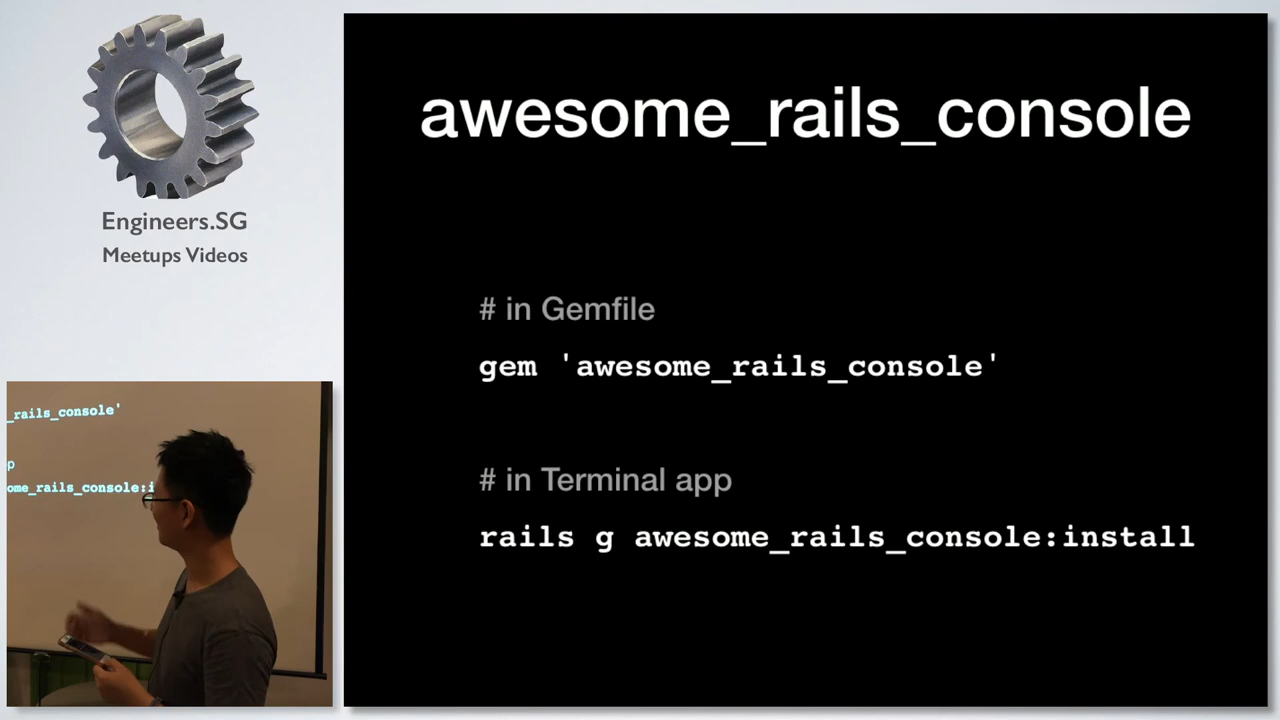 Engineers.SG
Meetups Videos
awesome_rails_console
# in Gemfile
gem 'awesome_rails_console'
# in Terminal app
rails g awesome_rails_console:install
_rails_console'
p
ome_rails_console:i